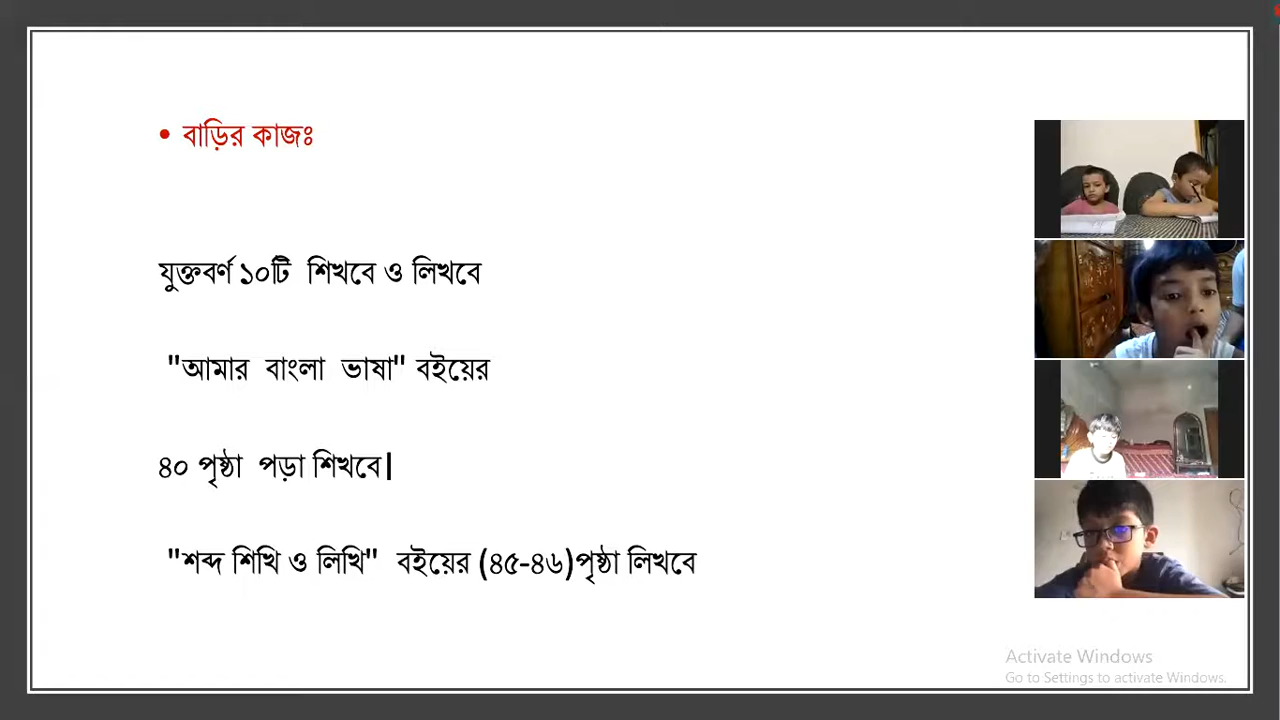 • বাড়ির কাজঃ
যুক্তবর্ণ ১০টি শিখবে ও লিখবে
"আমার বাংলা ভাষা" বইয়ের
৪০ পৃষ্ঠা পড়া শিখবে।
"শব্দ শিখি ও লিখি" বইয়ের (৪৫-৪৬)পৃষ্ঠা লিখবে
Activate Windows
Go to Settings to activate Windows.